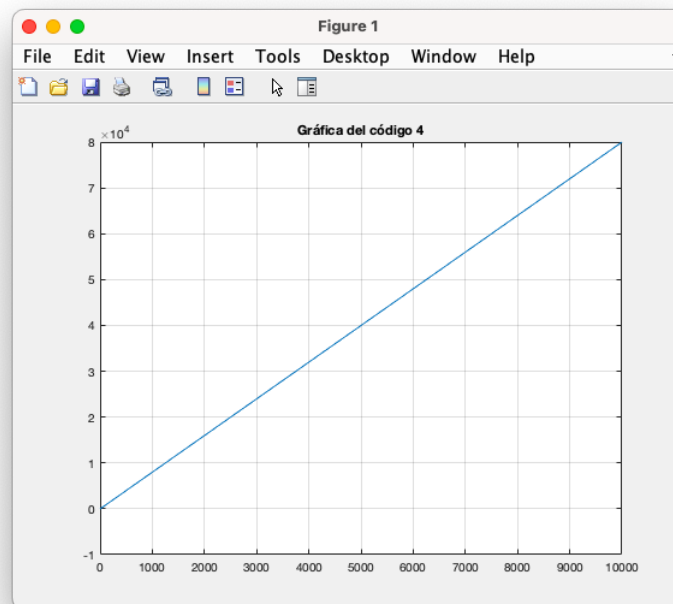 Figure 1
File Edit View Insert Tools Desktop Window Help
Gráfica del código 4
×10⁴
8
7
6
5
4
3
2
1
0
-1
0 1000 2000 3000 4000 5000 6000 7000 8000 9000 10000